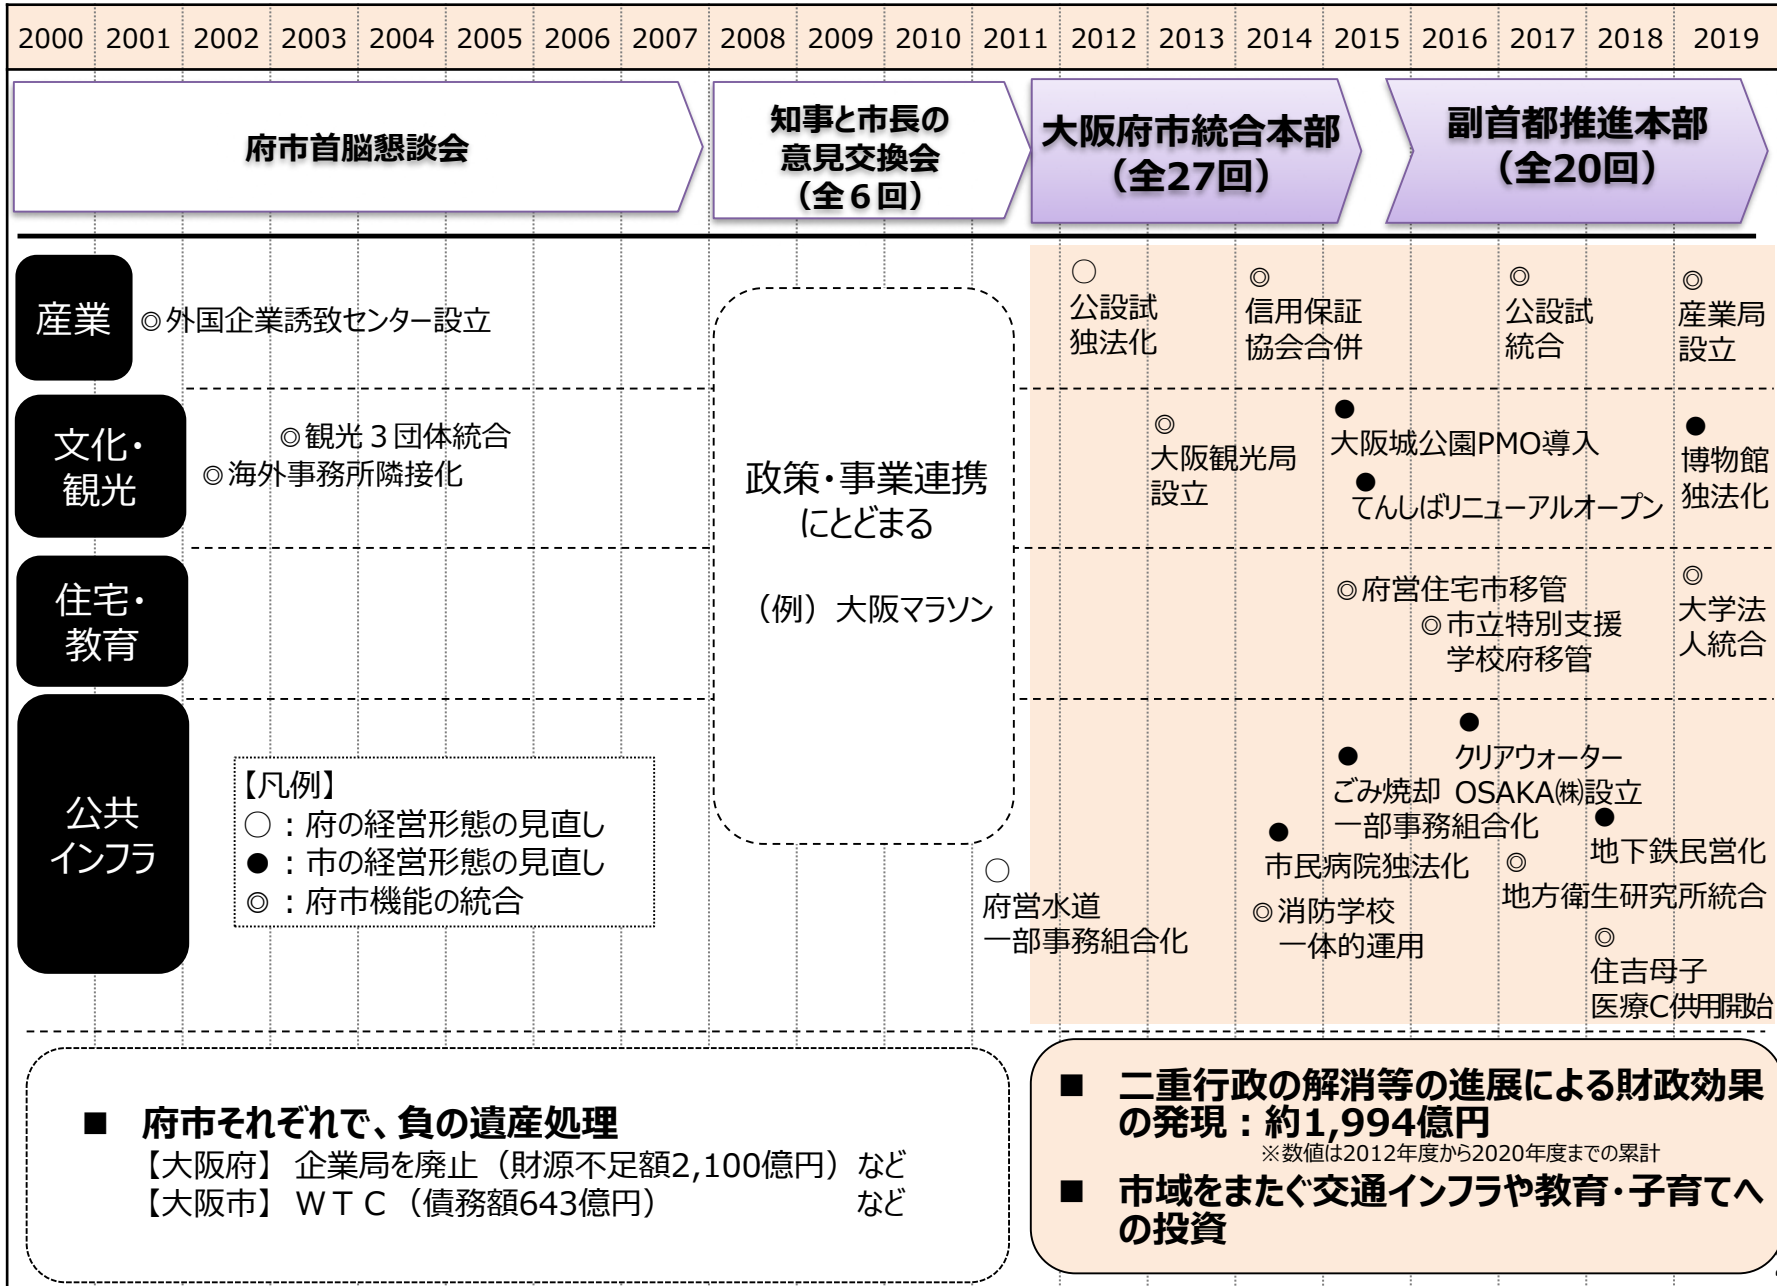 2000 2001 2002 2003 2004 2005 2006 2007 2008 2009 2010 2011 2012 2013 2014 2015 2016 2017 2018 2019
府市首脳懇談会
知事と市長の
意見交換会
（全６回）
大阪府市統合本部
（全27回）
副首都推進本部
（全20回）
産業
◎外国企業誘致センター設立
○
公設試
独法化
◎
信用保証
協会合併
◎
公設試
統合
◎
産業局
設立
文化・
観光
◎観光３団体統合
◎海外事務所隣接化
◎
大阪観光局
設立
●
大阪城公園PMO導入
●
てんしばリニューアルオープン
●
博物館
独法化
政策・事業連携
にとどまる
（例）大阪マラソン
住宅・
教育
◎府営住宅市移管
◎市立特別支援
学校府移管
◎
大学法
人統合
公共
インフラ
【凡例】
○：府の経営形態の見直し
●：市の経営形態の見直し
◎：府市機能の統合
○
府営水道
一部事務組合化
●
市民病院独法化
◎消防学校
一体的運用
●
ごみ焼却
一部事務組合化
●
クリアウォーター
OSAKA㈱設立
◎
地方衛生研究所統合
●
地下鉄民営化
◎
住吉母子
医療C供用開始
■ 府市それぞれで、負の遺産処理
【大阪府】 企業局を廃止（財源不足額2,100億円）など
【大阪市】 ＷＴＣ（債務額643億円） など
■ 二重行政の解消等の進展による財政効果
の発現：約1,994億円
※数値は2012年度から2020年度までの累計
■ 市域をまたぐ交通インフラや教育・子育てへ
の投資